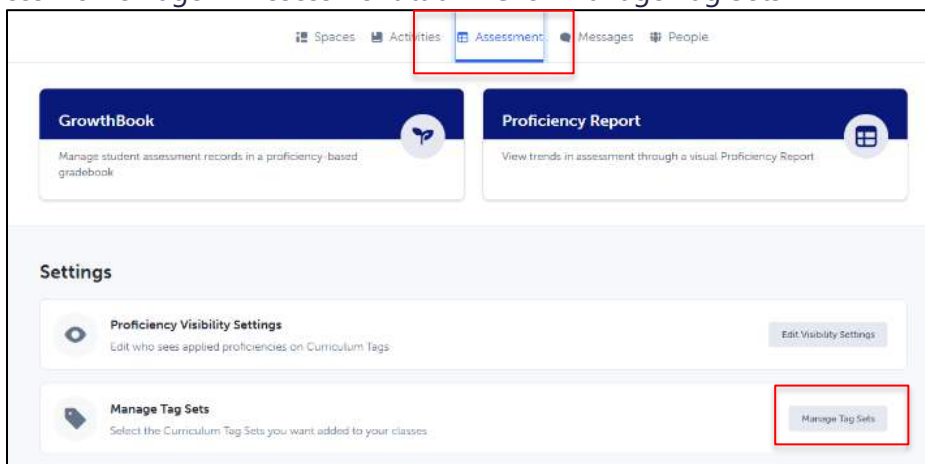 Spaces Activities Assessment Messages People
GrowthBook
Manage student assessment records in a proficiency-based
gradebook
Proficiency Report
View trends in assessment through a visual Proficiency Report
Settings
Proficiency Visibility Settings
Edit who sees applied proficiencies on Curriculum Tags
Edit Visibility Settings
Manage Tag Sets
Select the Curriculum Tag Sets you want added to your classes
Manage Tag Sets